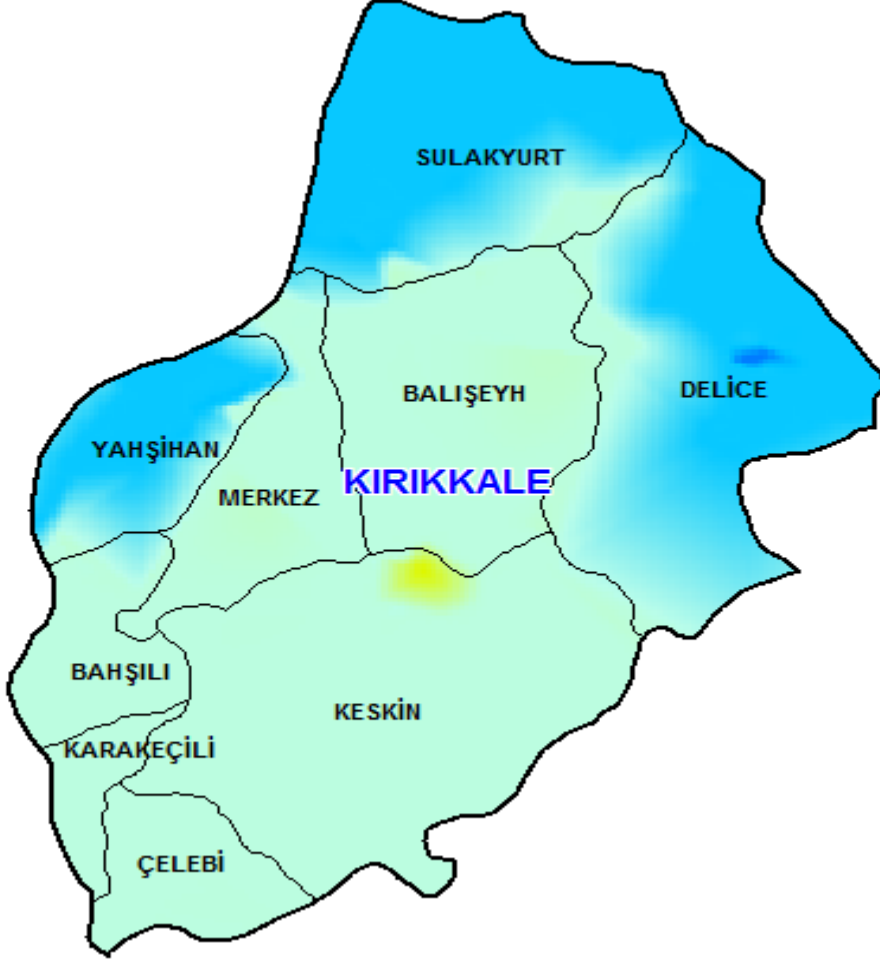 SULAKYURT
BALIŞEYH
DELİCE
YAHŞİHAN
KIRIKKALE
MERKEZ
BAHŞILI
KESKİN
KARAKEÇİLİ
ÇELEBİ